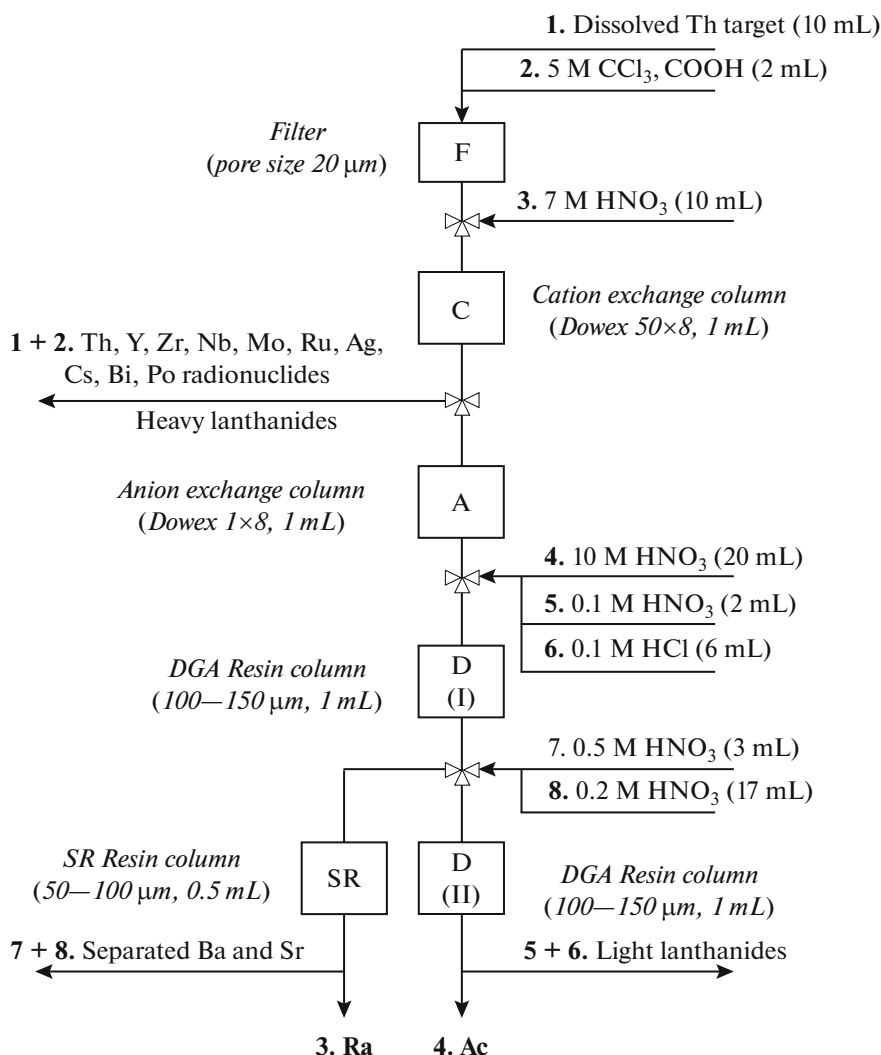 1. Dissolved Th target (10 mL)
2. 5 M CCl₃, COOH (2 mL)
Filter
(pore size 20 μm)
F
3. 7 M HNO₃ (10 mL)
Cation exchange column
(Dowex 50×8, 1 mL)
C
1 + 2. Th, Y, Zr, Nb, Mo, Ru, Ag,
Cs, Bi, Po radionuclides
Heavy lanthanides
Anion exchange column
(Dowex 1×8, 1 mL)
A
4. 10 M HNO₃ (20 mL)
5. 0.1 M HNO₃ (2 mL)
6. 0.1 M HCl (6 mL)
DGA Resin column
(100—150 μm, 1 mL)
D
(I)
7. 0.5 M HNO₃ (3 mL)
8. 0.2 M HNO₃ (17 mL)
SR Resin column
(50—100 μm, 0.5 mL)
SR
D
(II)
DGA Resin column
(100—150 μm, 1 mL)
7 + 8. Separated Ba and Sr
5 + 6. Light lanthanides
3. Ra
4. Ac